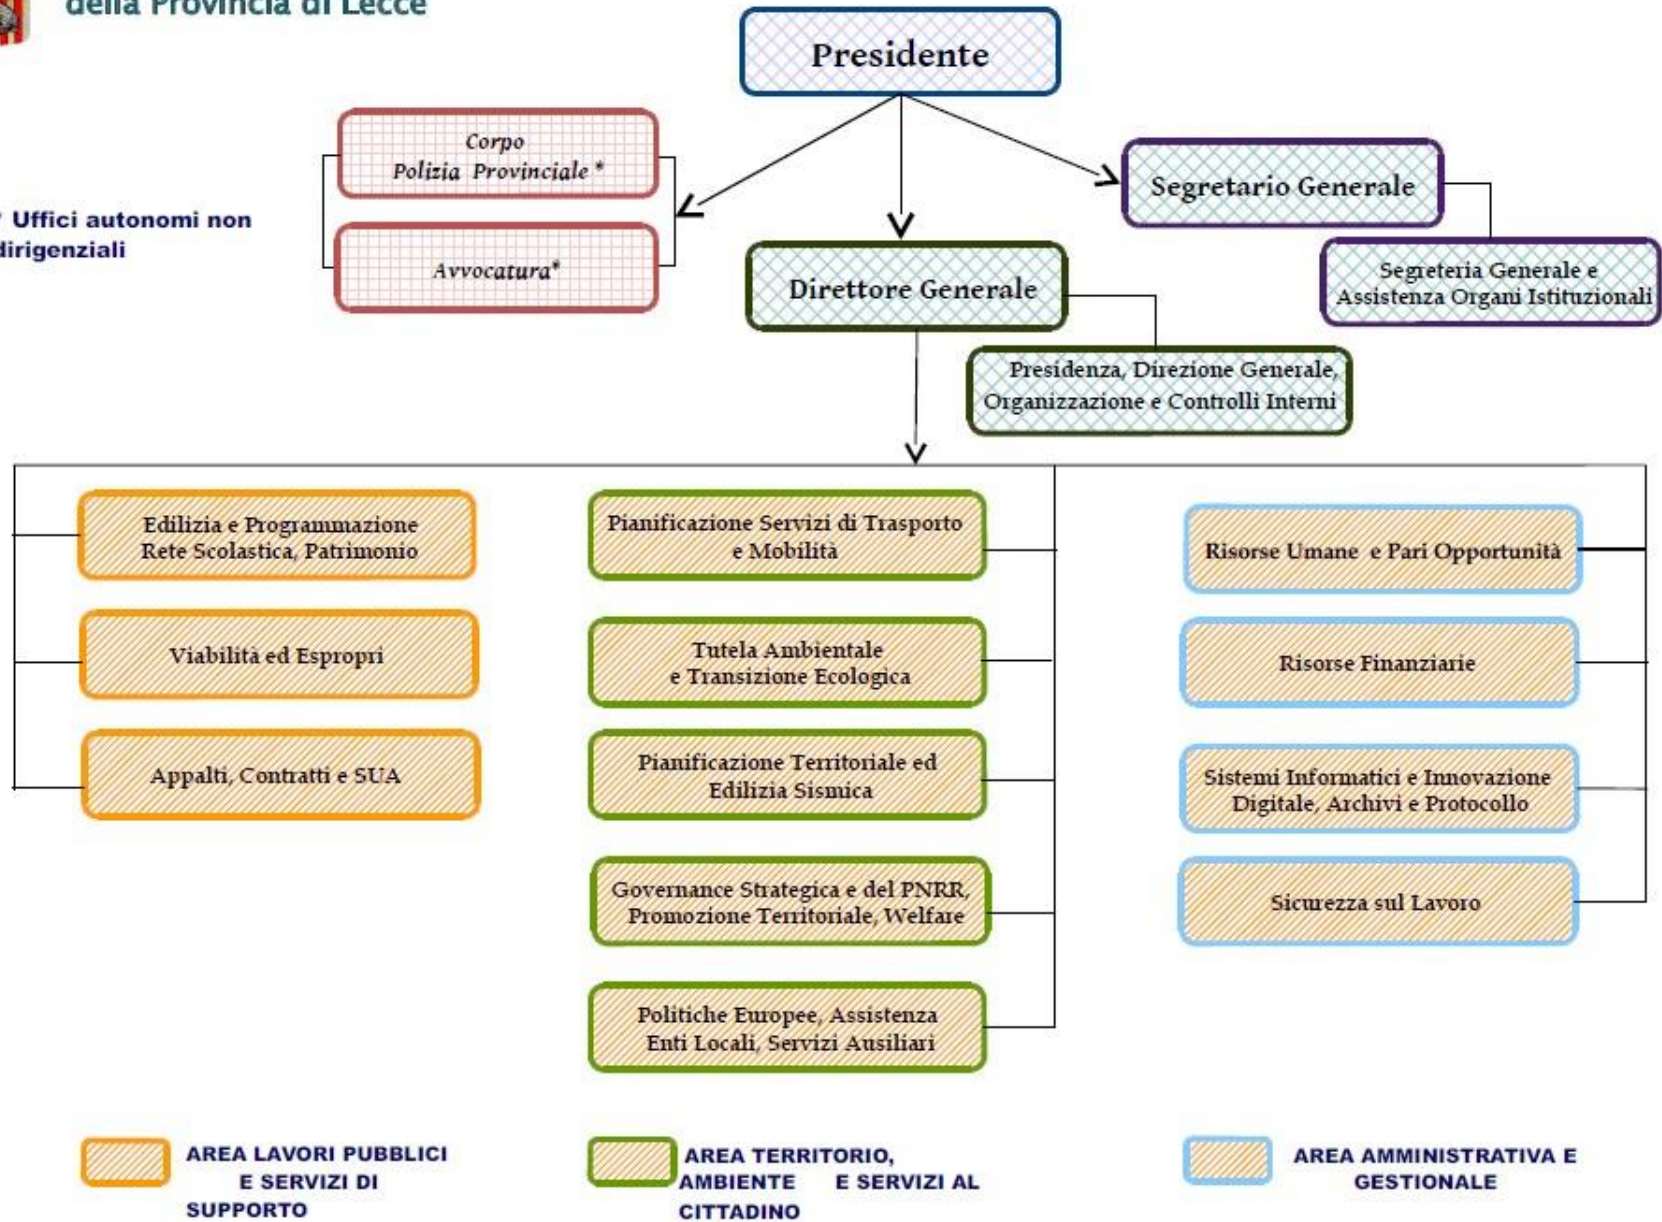 della Provincia di Lecce
Presidente
Corpo
Polizia Provinciale *
Avvocatura*
* Uffici autonomi non
dirigenziali
Segretario Generale
Segreteria Generale e
Assistenza Organi Istituzionali
Direttore Generale
Presidenza, Direzione Generale,
Organizzazione e Controlli Interni
Edilizia e Programmazione
Rete Scolastica, Patrimonio
Viabilità ed Espropri
Appalti, Contratti e SUA
Pianificazione Servizi di Trasporto
e Mobilità
Tutela Ambientale
e Transizione Ecologica
Pianificazione Territoriale ed
Edilizia Sismica
Governance Strategica e del PNRR,
Promozione Territoriale, Welfare
Politiche Europee, Assistenza
Enti Locali, Servizi Ausiliari
Risorse Umane e Pari Opportunità
Risorse Finanziarie
Sistemi Informatici e Innovazione
Digitale, Archivi e Protocollo
Sicurezza sul Lavoro
AREA LAVORI PUBBLICI
E SERVIZI DI
SUPPORTO
AREA TERRITORIO,
AMBIENTE E SERVIZI AL
CITTADINO
AREA AMMINISTRATIVA E
GESTIONALE